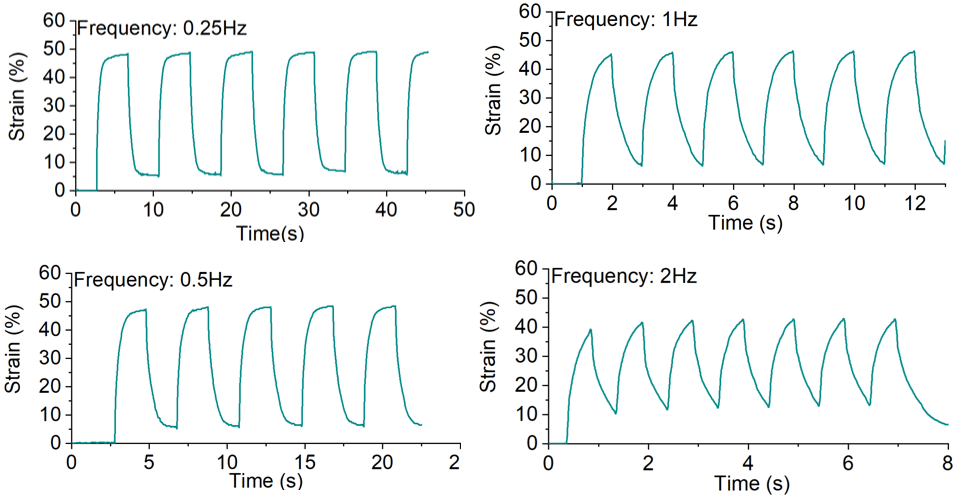 Frequency: 0.25Hz
Strain (%)
60
50
40
30
20
10
0
0 10 20 30 40 50
Time(s)
Frequency: 1Hz
Strain (%)
60
50
40
30
20
10
0
0 2 4 6 8 10 12
Time (s)
Frequency: 0.5Hz
Strain (%)
60
50
40
30
20
10
0
0 5 10 15 20 2
Time (s)
Frequency: 2Hz
Strain (%)
60
50
40
30
20
10
0
0 2 4 6 8
Time (s)